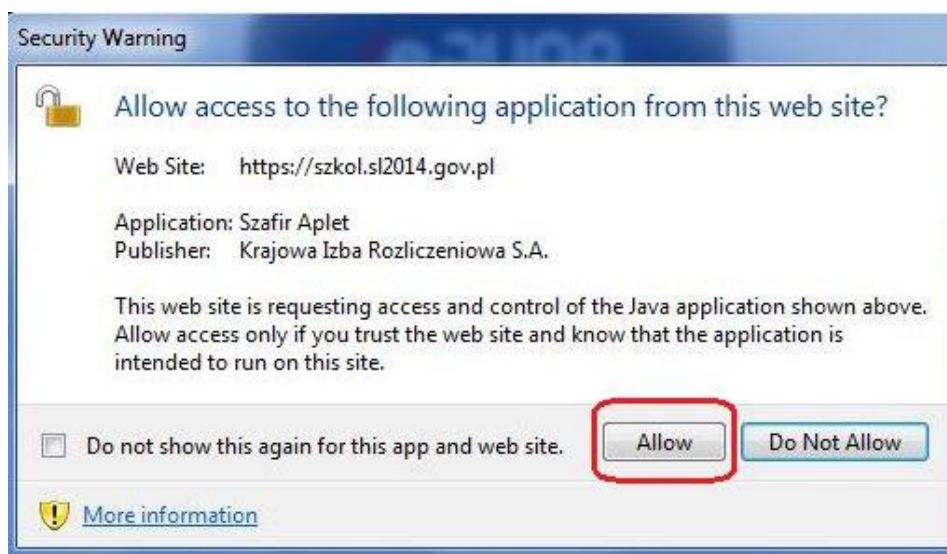 Security Warning
Allow access to the following application from this web site?
Web Site: https://szkol.sl2014.gov.pl
Application: Szafir Aplet
Publisher: Krajowa Izba Rozliczeniowa S.A.
This web site is requesting access and control of the Java application shown above.
Allow access only if you trust the web site and know that the application is
intended to run on this site.
Do not show this again for this app and web site. Allow Do Not Allow
More information